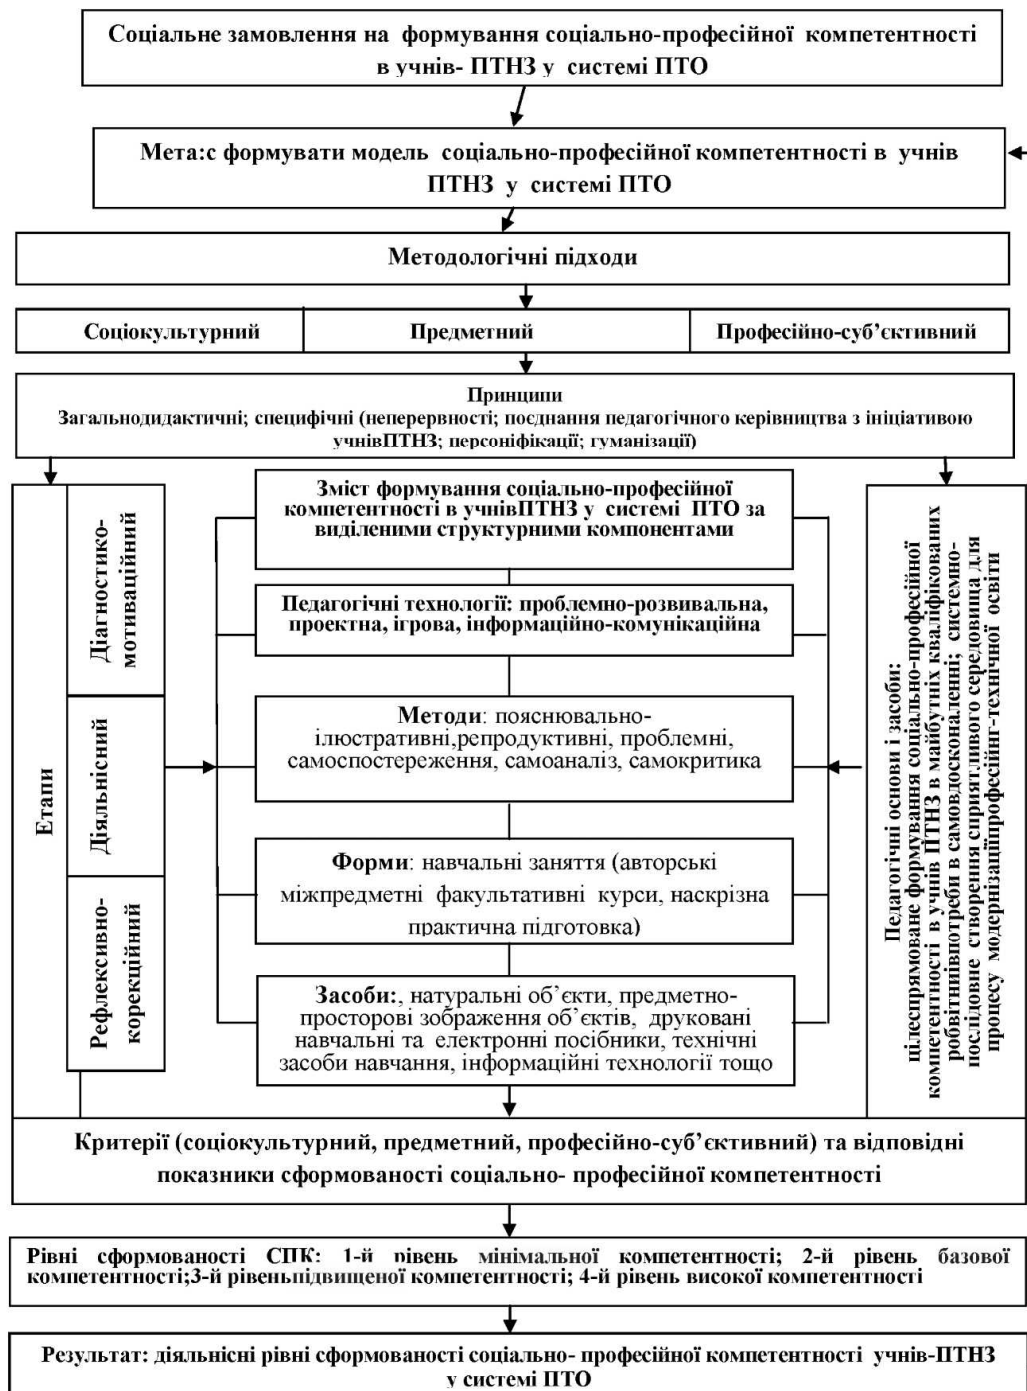 Соціальне замовлення на формування соціально-професійної компетентності
в учнів- ПТНЗ у системі ПТО
Мета:с формувати модель соціально-професійної компетентності в учнів
ПТНЗ у системі ПТО
Методологічні підходи
Соціокультурний
Предметний
Професійно-суб’єктивний
Принципи
Загальнодидактичні; специфічні (неперервності; поєднання педагогічного керівництва з ініціативою
учнівПТНЗ; персоніфікації; гуманізації)
Етапи
Діагностико-
мотиваційний
Діяльнісний
Рефлексивно-
корекційний
Зміст формування соціально-професійної
компетентності в учнівПТНЗ у системі ПТО за
виділеними структурними компонентами
Педагогічні технології: проблемно-розвивальна,
проектна, ігрова, інформаційно-комунікаційна
Методи: пояснювально-
ілюстративні,репродуктивні, проблемні,
самоспостереження, самоаналіз, самокритика
Форми: навчальні заняття (авторські
міжпредметні факультативні курси, наскрізна
практична підготовка)
Засоби:, натуральні об’єкти, предметно-
просторові зображення об’єктів, друковані
навчальні та електронні посібники, технічні
засоби навчання, інформаційні технології тощо
Педагогічні основи і засоби:
цілеспрямоване формування соціально-професійної
компетентності в учнів ПТНЗ в майбутніх кваліфікованих
робвітнівпотреби в самовдосконаленні; системно-
послідовне створення сприятливого середовища для
процесу модернізаціїпрофесійнг-технічної освіти
Критерії (соціокультурний, предметний, професійно-суб’єктивний) та відповідні
показники сформованості соціально- професійної компетентності
Рівні сформованості СПК: 1-й рівень мінімальної компетентності; 2-й рівень базової
компетентності;3-й рівеньпідвищеної компетентності; 4-й рівень високої компетентності
Результат: діяльнісні рівні сформованості соціально- професійної компетентності учнів-ПТНЗ
у системі ПТО